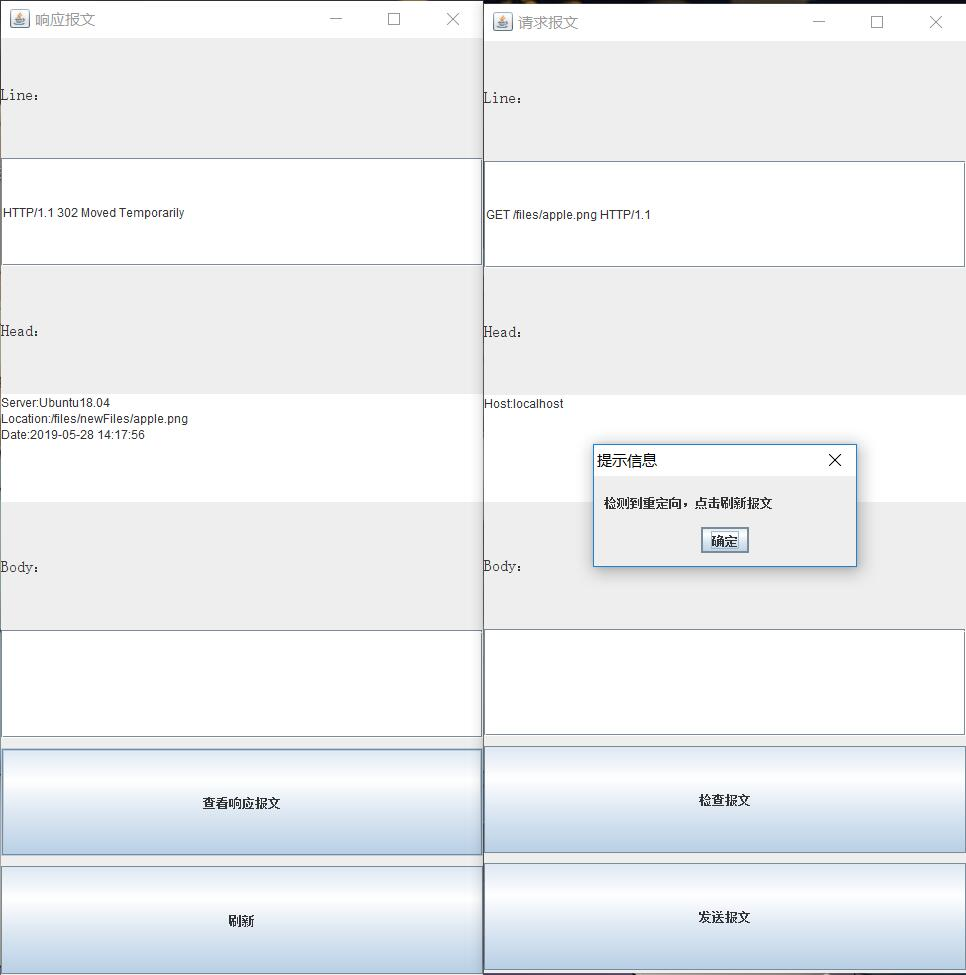 响应报文
Line:
HTTP/1.1 302 Moved Temporarily
Head:
Server:Ubuntu18.04
Location:/files/newFiles/apple.png
Date:2019-05-28 14:17:56
Body:
查看响应报文
刷新
请求报文
Line:
GET /files/apple.png HTTP/1.1
Head:
Host:localhost
提示信息
检测到重定向，点击刷新报文
确定
Body:
检查报文
发送报文